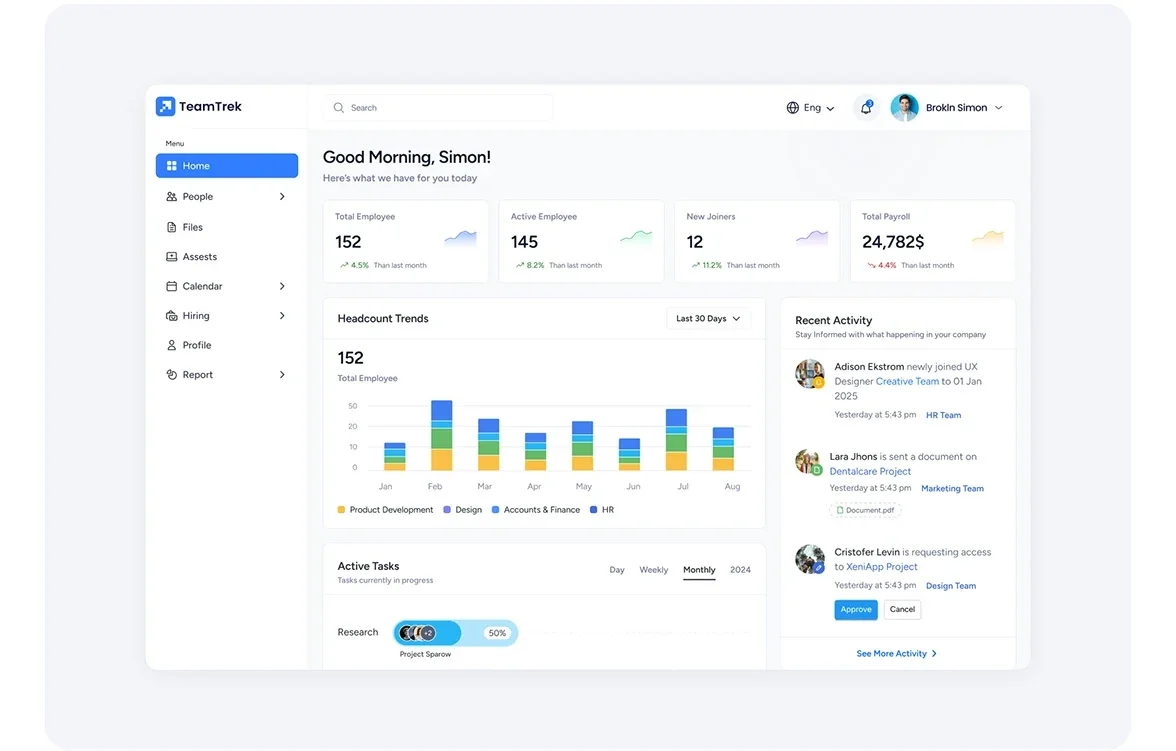 TeamTrek
Search
Eng
3
BrokIn Simon
Menu
Home
People
Files
Assests
Calendar
Hiring
Profile
Report
Good Morning, Simon!
Here's what we have for you today
Total Employee
152
4.5% Than last month
Active Employee
145
8.2% Than last month
New Joiners
12
11.2% Than last month
Total Payroll
24,782$
4.4% Than last month
Headcount Trends
Last 30 Days
152
Total Employee
50
20
10
0
Jan Feb Mar Apr May Jun Jul Aug
Product Development Design Accounts & Finance HR
Active Tasks
Tasks currently in progress
Day Weekly Monthly 2024
Research
+2
50%
Project Sparow
Recent Activity
Stay Informed with what happening in your company
Adison Ekstrom newly joined UX
Designer Creative Team to 01 Jan
2025
Yesterday at 5:43 pm HR Team
D
Lara Jhons is sent a document on
Dentalcare Project
Yesterday at 5:43 pm Marketing Team
Document.pdf
Cristofer Levin is requesting access
to XeniApp Project
Yesterday at 5:43 pm Design Team
Approve Cancel
See More Activity